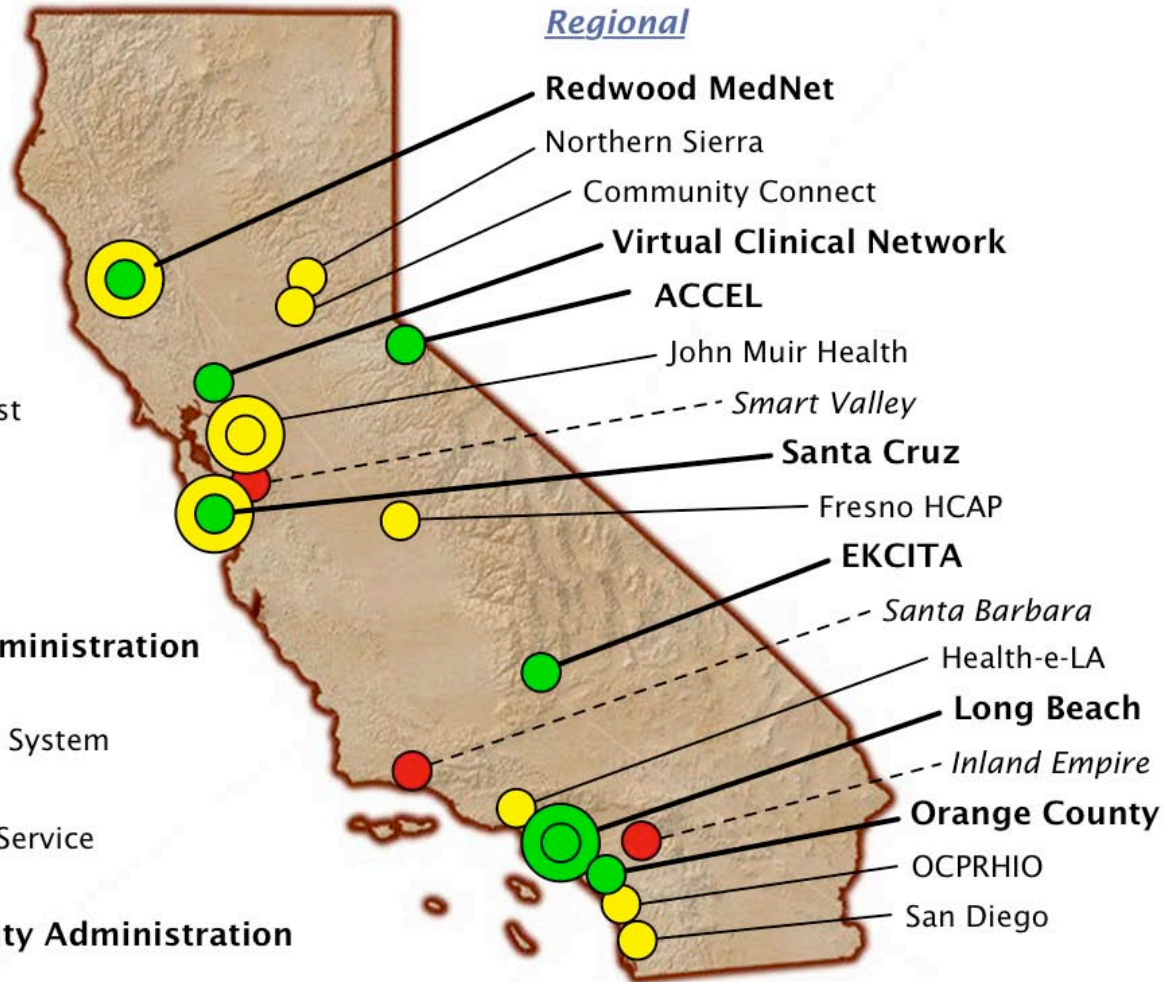 Regional
Redwood MedNet
Northern Sierra
Community Connect
Virtual Clinical Network
ACCEL
John Muir Health
st
Smart Valley
Santa Cruz
Fresno HCAP
EKCITA
Santa Barbara
ministration
Health-e-LA
Long Beach
System
Inland Empire
Orange County
Service
OCPRHIO
San Diego
ty Administration